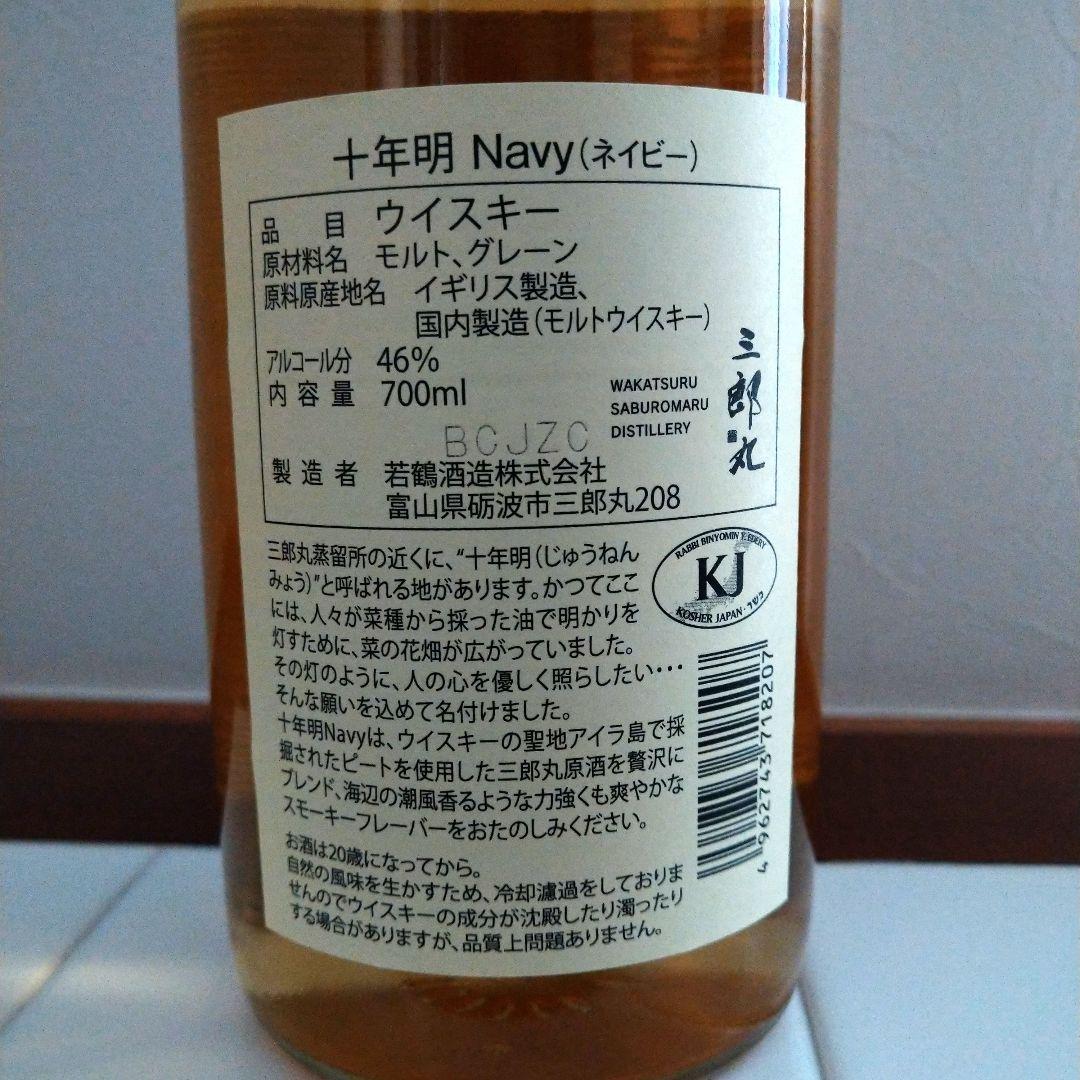 十年明 Navy(ネイビー)
品目 ウイスキー
原材料名 モルト、グレーン
原料原産地名 イギリス製造、
国内製造(モルトウイスキー)
アルコール分 46%
内容量 700ml
WAKATSURU
SABUROMARU
DISTILLERY
三郎丸
BCJZC
製造者 若鶴酒造株式会社
富山県砺波市三郎丸208
三郎丸蒸留所の近くに、“十年明(じゅうねん
みょう)”と呼ばれる地があります。かつてここ
には、人々が菜種から採った油で明かりを
灯すために、菜の花畑が広がっていました。
その灯のように、人の心を優しく照らしたい・・・
そんな願いを込めて名付けました。
十年明Navyは、ウイスキーの聖地アイラ島で採
掘されたピートを使用した三郎丸原酒を贅沢に
ブレンド、海辺の潮風香るような力強くも爽やかな
スモーキーフレーバーをおたのしみください。
お酒は20歳になってから。
自然の風味を生かすため、冷却濾過をしておりま
せんのでウイスキーの成分が沈殿したり濁ったり
する場合がありますが、品質上問題ありません。
RABBI BINYOMIN Y. EDERY
KJ
KOSHER JAPAN・כשר
4 962743 718207